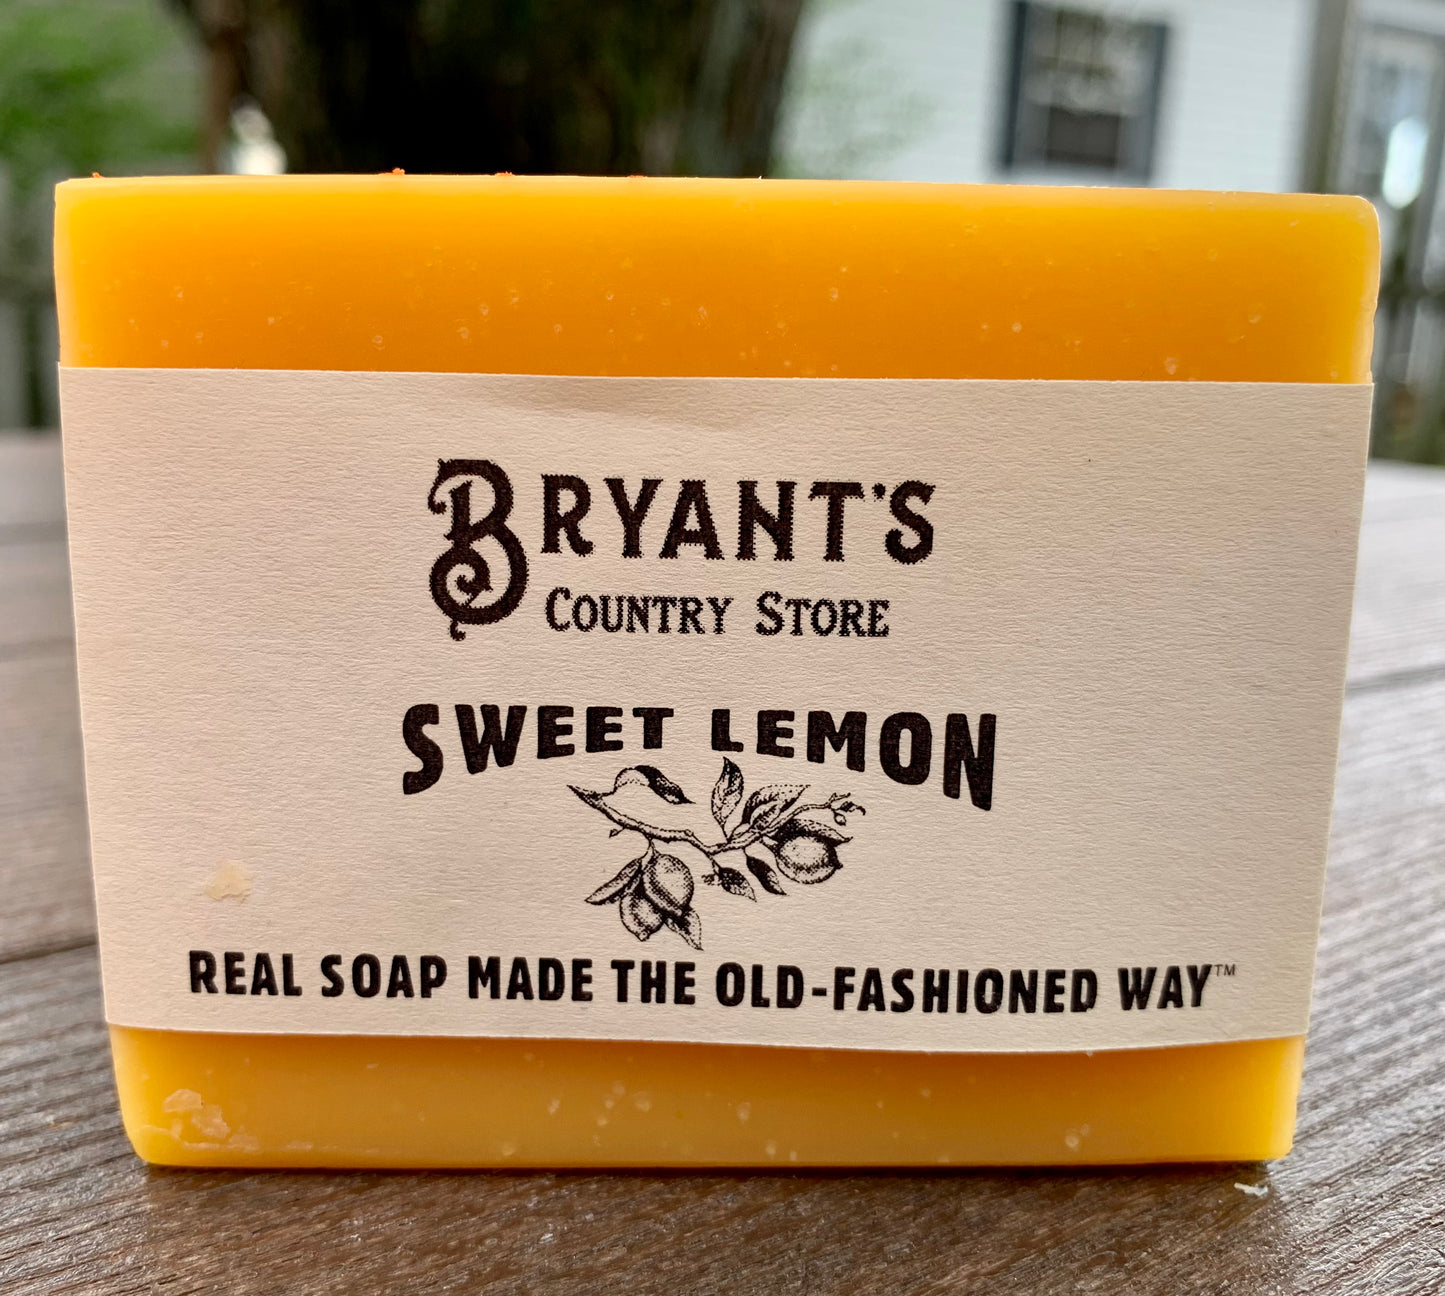 BRYANT'S
COUNTRY STORE
SWEET LEMON
REAL SOAP MADE THE OLD-FASHIONED WAY™